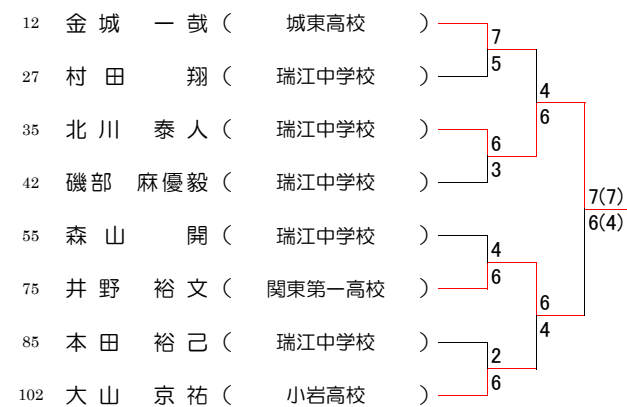 12 金城 一哉 ( 城東高校 )
7
5
27 村田 翔 ( 瑞江中学校 )
4
6
35 北川 泰人 ( 瑞江中学校 )
6
3
42 磯部 麻優毅 ( 瑞江中学校 )
7(7)
6(4)
55 森山 開 ( 瑞江中学校 )
4
6
75 井野 裕文 ( 関東第一高校 )
6
4
85 本田 裕己 ( 瑞江中学校 )
2
6
102 大山 京祐 ( 小岩高校 )